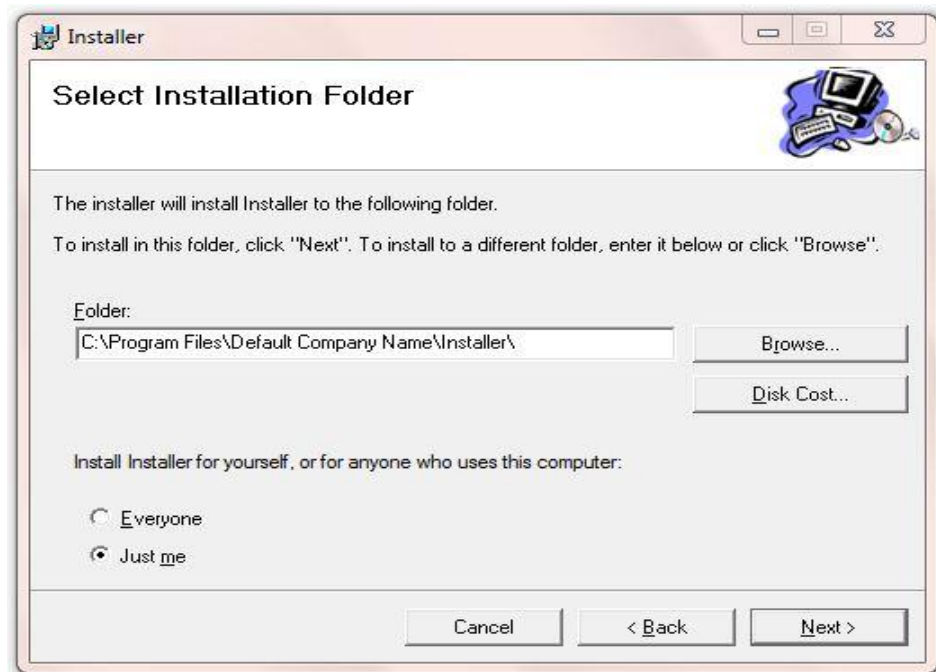 Installer
Select Installation Folder
The installer will install Installer to the following folder.
To install in this folder, click "Next". To install to a different folder, enter it below or click "Browse".
Folder:
C:\Program Files\Default Company Name\Installer\
Browse...
Disk Cost...
Install Installer for yourself, or for anyone who uses this computer:
Everyone
Just me
Cancel
< Back
Next >